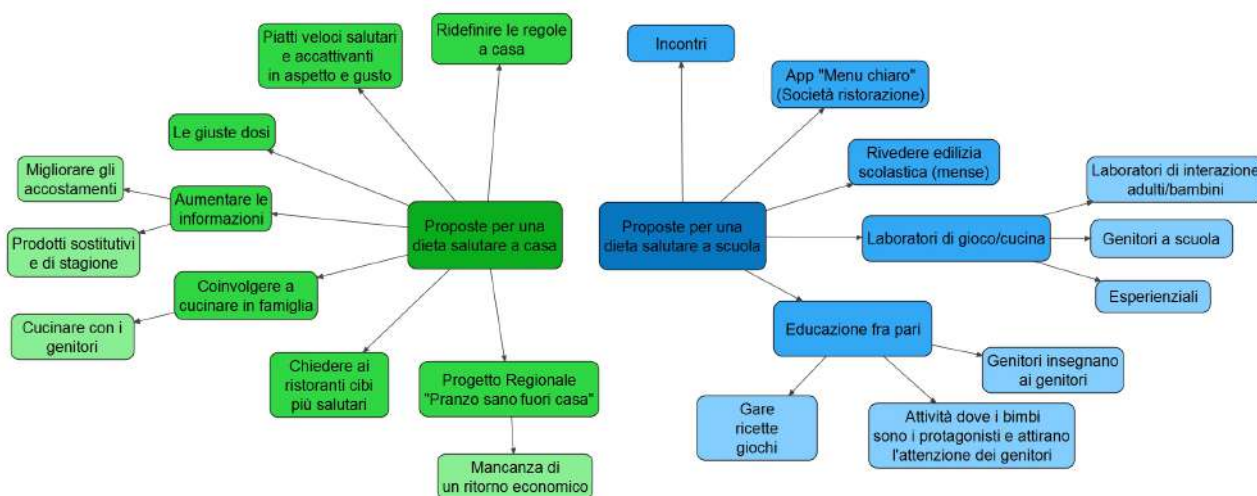 Piatti veloci salutari
e accattivanti
in aspetto e gusto
Ridefinire le regole
a casa
Le giuste dosi
Migliorare gli
accostamenti
Aumentare le
informazioni
Prodotti sostitutivi
e di stagione
Proposte per una
dieta salutare a casa
Coinvolgere a
cucinare in famiglia
Cucinare con i
genitori
Chiedere ai
ristoranti cibi
più salutari
Progetto Regionale
"Pranzo sano fuori casa"
Mancanza di
un ritorno economico
Incontri
App "Menu chiaro"
(Società ristorazione)
Rivedere edilizia
scolastica (mense)
Proposte per una
dieta salutare a scuola
Laboratori di gioco/cucina
Laboratori di interazione
adulti/bambini
Genitori a scuola
Esperienziali
Educazione fra pari
Genitori insegnano
ai genitori
Gare
ricette
giochi
Attività dove i bimbi
sono i protagonisti e attirano
l'attenzione dei genitori